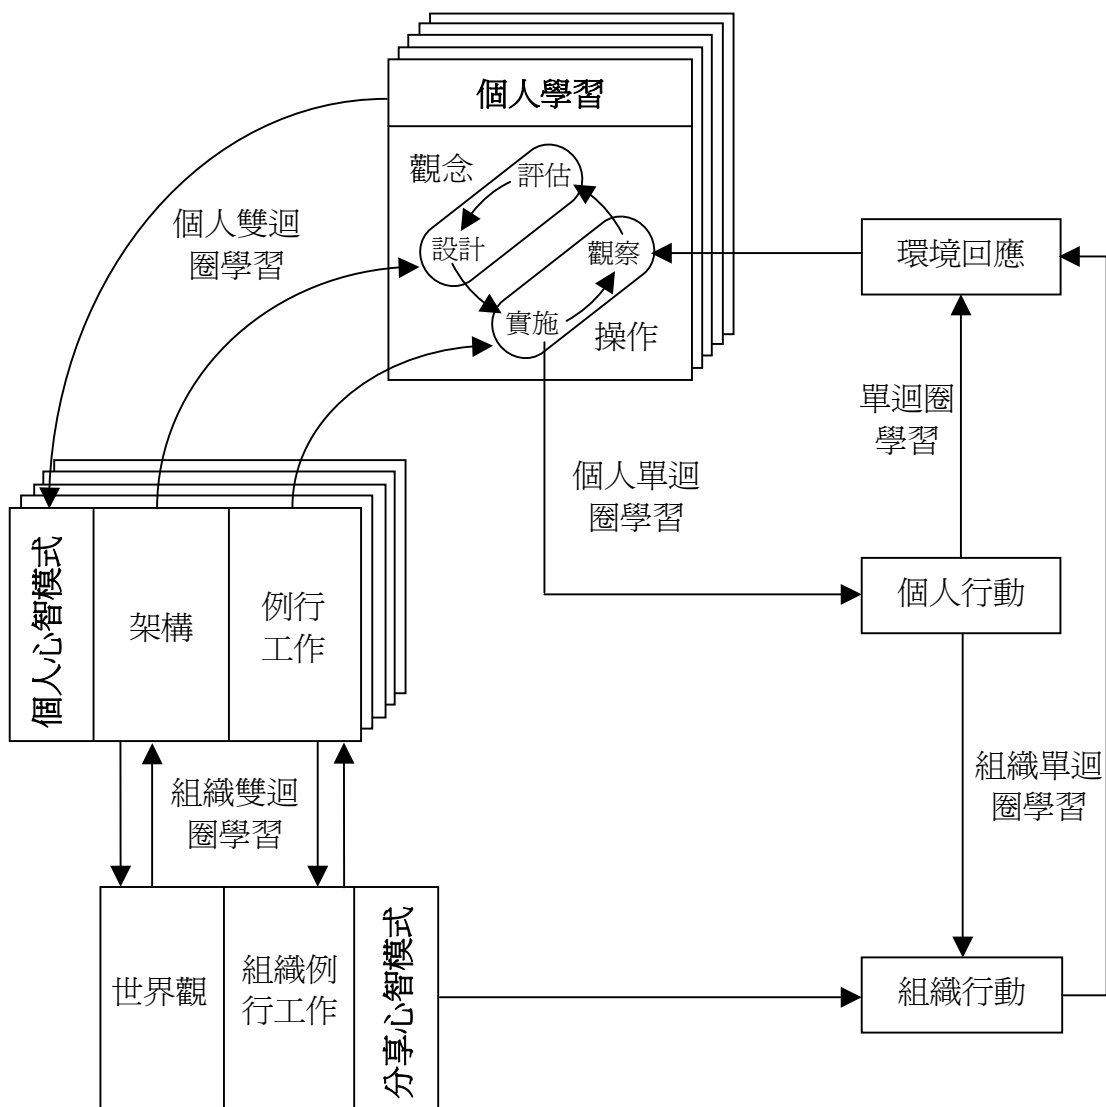 個人學習
觀念
評估
設計
觀察
實施
操作
個人雙迴
圈學習
環境回應
單迴圈
學習
個人單迴
圈學習
個人心智模式
架構
例行
工作
個人行動
組織雙迴
圈學習
組織單迴
圈學習
世界觀
組織例
行工作
分享心智模式
組織行動